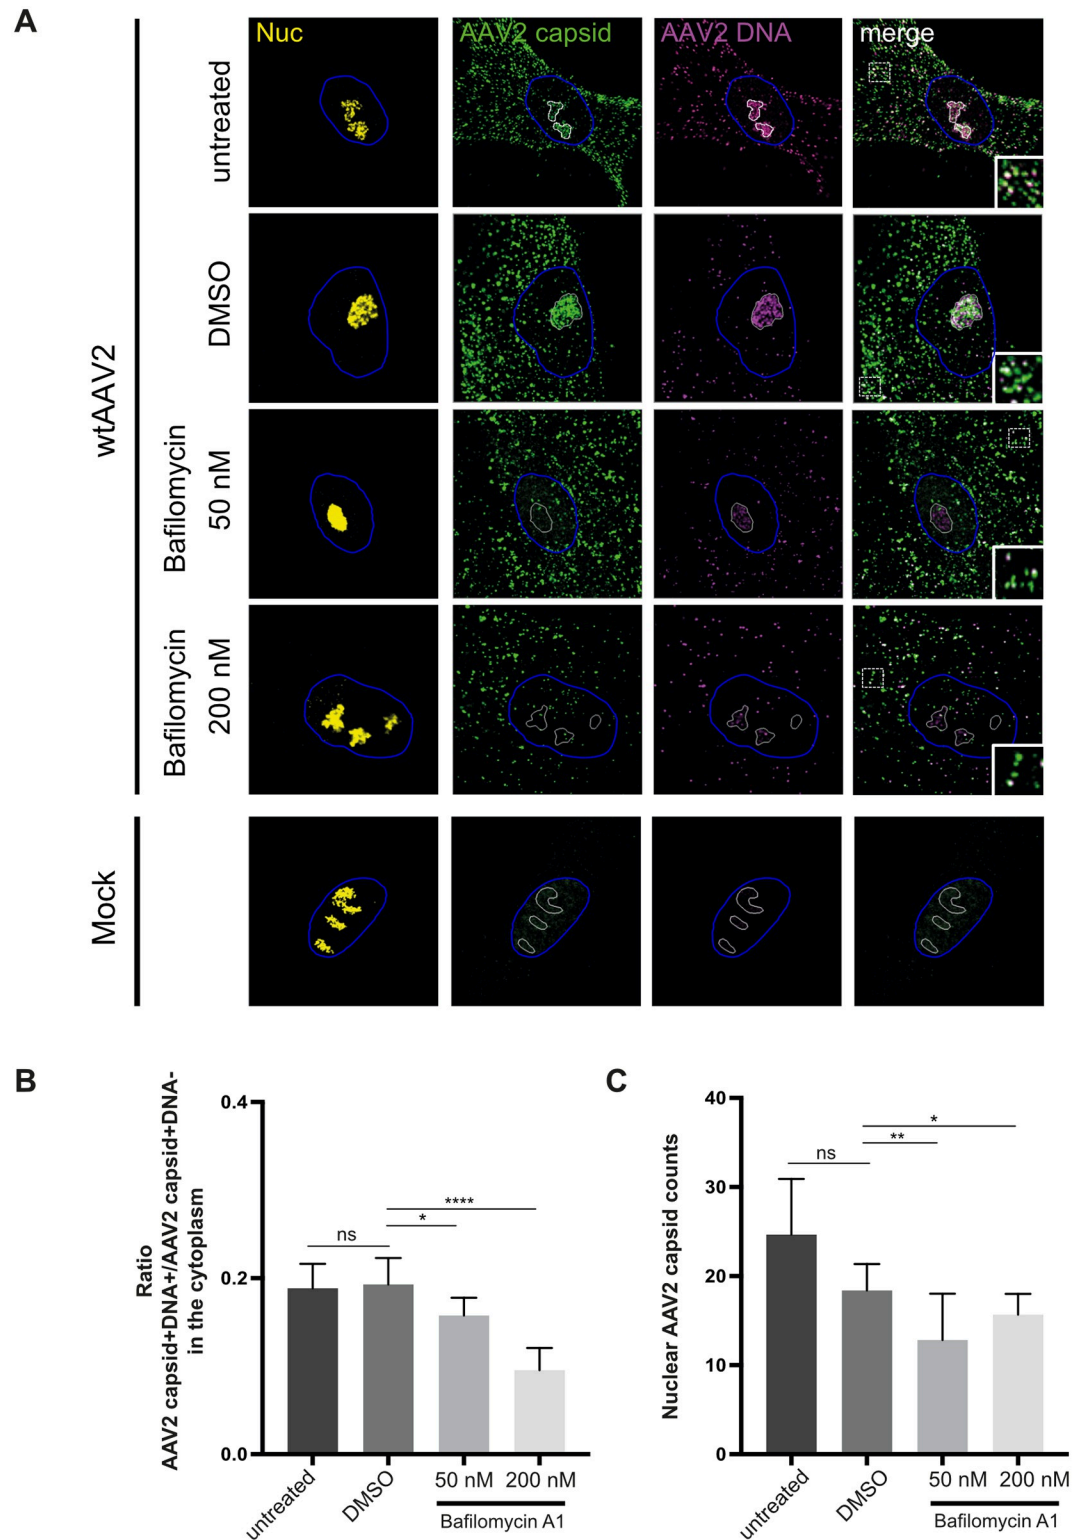 A
Nuc
AAV2 capsid
AAV2 DNA
merge
wtAAV2
untreated
DMSO
Bafilomycin
50 nM
Bafilomycin
200 nM
Mock
B
Ratio
AAV2 capsid+DNA+/AAV2 capsid+DNA-
in the cytoplasm
0.4
0.2
0.0
ns
*
****
untreated
DMSO
50 nM
200 nM
Bafilomycin A1
C
Nuclear AAV2 capsid counts
40
30
20
10
0
ns
**
*
untreated
DMSO
50 nM
200 nM
Bafilomycin A1